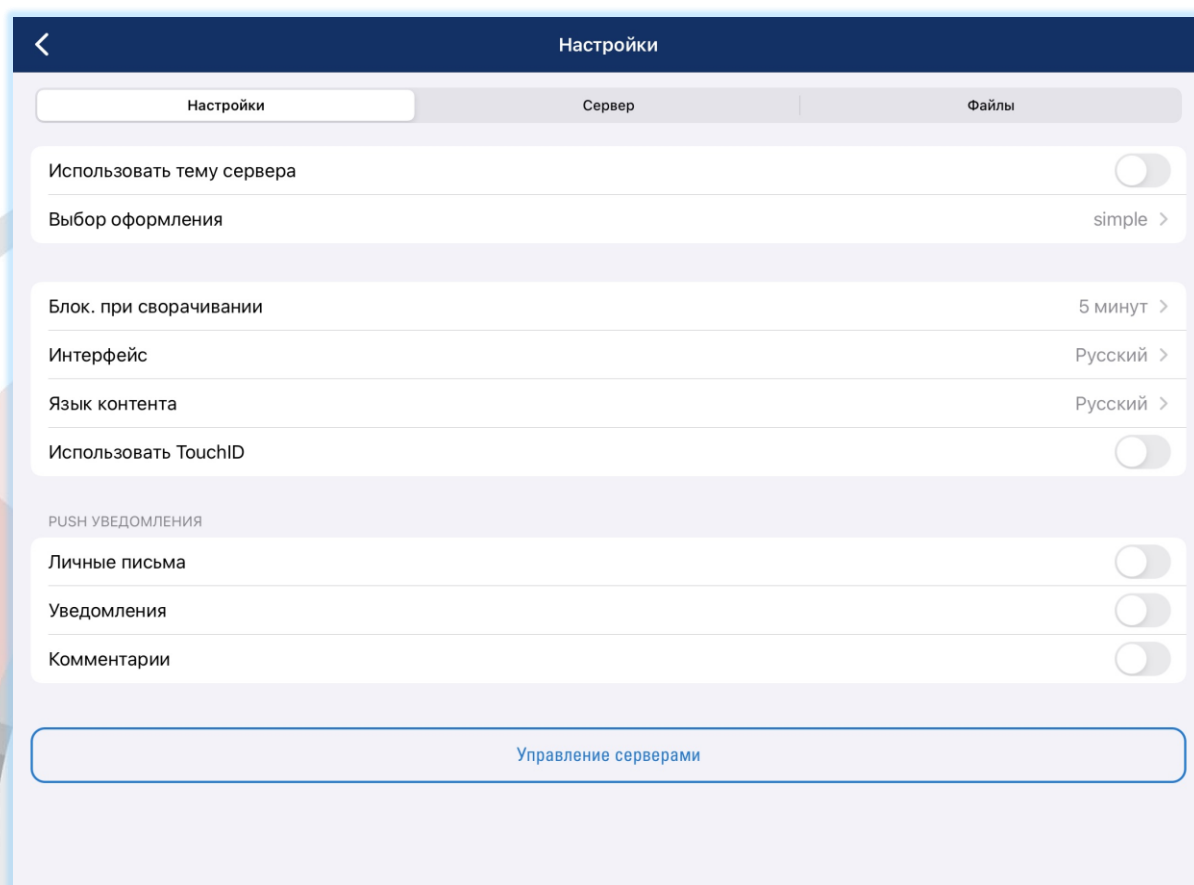 Настройки
Настройки Сервер Файлы
Использовать тему сервера
Выбор оформления simple
Блок. при сворачивании 5 минут
Интерфейс Русский
Язык контента Русский
Использовать TouchID
PUSH УВЕДОМЛЕНИЯ
Личные письма
Уведомления
Комментарии
Управление серверами